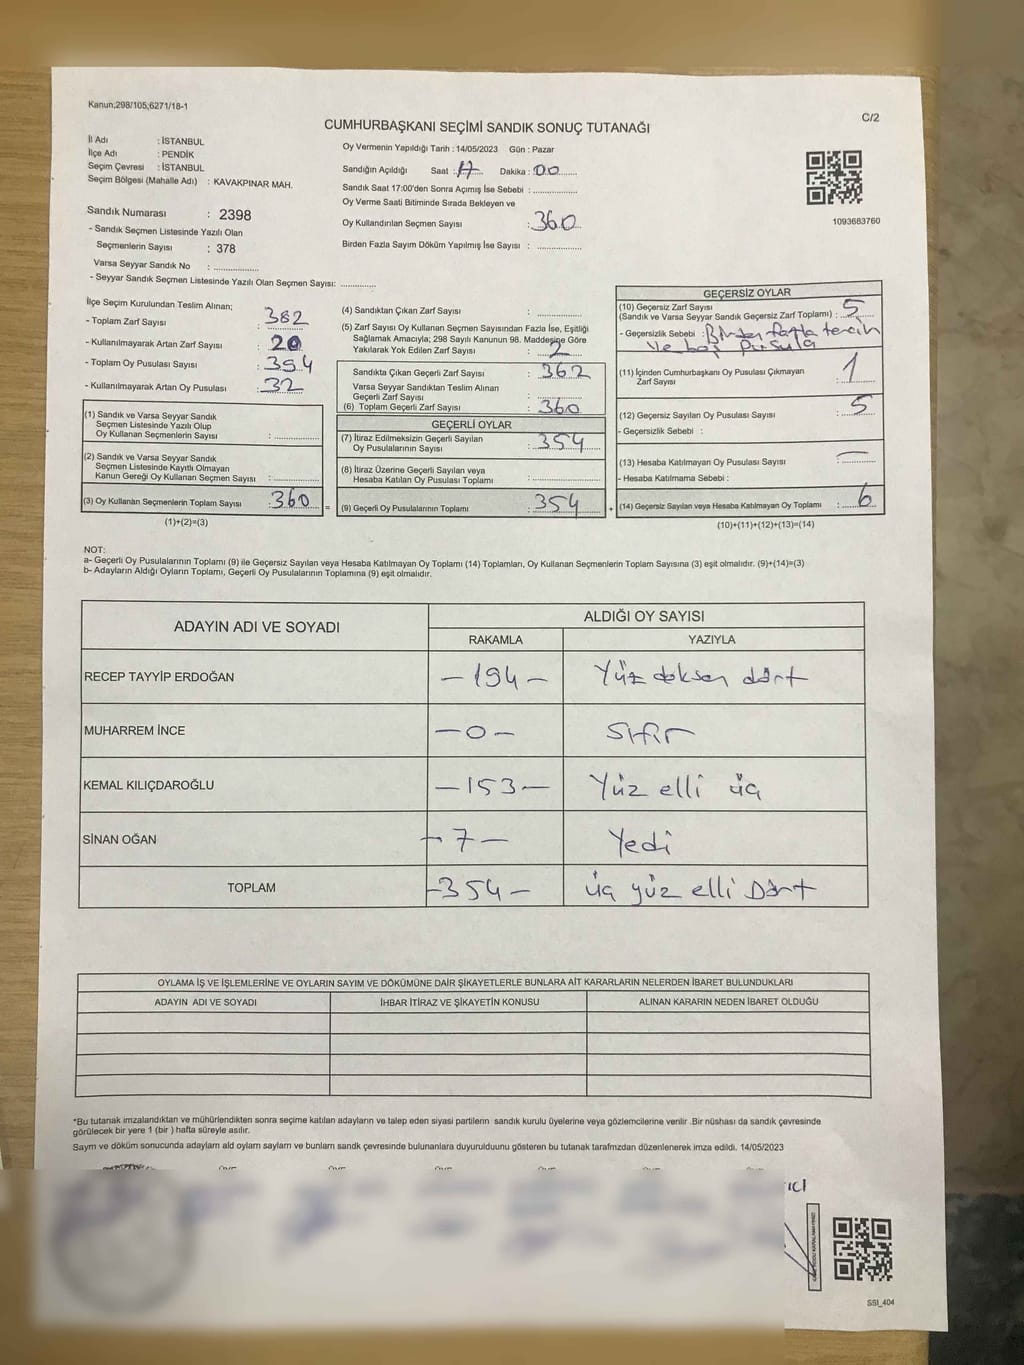 Kanun,298/105,6271/18-1
C/2
CUMHURBAŞKANI SEÇİMİ SANDIK SONUÇ TUTANAĞI
İl Adı : İSTANBUL
İlçe Adı : PENDİK
Seçim Çevresi : İSTANBUL
Seçim Bölgesi (Mahalle Adı) : KAVAKPINAR MAH.
Sandık Numarası : 2398
- Sandık Seçmen Listesinde Yazılı Olan
Seçmenlerin Sayısı : 378
Varsa Seyyar Sandık No : ..............
- Seyyar Sandık Seçmen Listesinde Yazılı Olan Seçmen Sayısı: ............
Oy Vermenin Yapıldığı Tarih : 14/05/2023 Gün : Pazar
Sandığın Açıldığı Saat : 17 Dakika : 00
Sandık Saat 17:00'den Sonra Açımış İse Sebebi : ..............
Oy Verme Saati Bitiminde Sırada Bekleyen ve
Oy Kullandırılan Seçmen Sayısı : 360
Birden Fazla Sayım Döküm Yapılmış İse Sayısı : ..............
1093683760
İlçe Seçim Kurulundan Teslim Alınan;
- Toplam Zarf Sayısı : 382
- Kullanılmayarak Artan Zarf Sayısı : 20
- Toplam Oy Pusulası Sayısı : 394
- Kullanılmayarak Artan Oy Pusulası : 32
(1) Sandık ve Varsa Seyyar Sandık
Seçmen Listesinde Yazılı Olup
Oy Kullanan Seçmenlerin Sayısı : ..............
(2) Sandık ve Varsa Seyyar Sandık
Seçmen Listesinde Kayıtlı Olmayan
Kanun Gereği Oy Kullanan Seçmen Sayısı : ..............
(3) Oy Kullanan Seçmenlerin Toplam Sayısı : 360
(1)+(2)=(3)
=
(4) Sandıktan Çıkan Zarf Sayısı : ............
(5) Zarf Sayısı Oy Kullanan Seçmen Sayısından Fazla İse, Eşitliği
Sağlamak Amacıyla; 298 Sayılı Kanunun 98. Maddesine Göre
Yakılarak Yok Edilen Zarf Sayısı : 2
Sandıkta Çıkan Geçerli Zarf Sayısı : 362
Varsa Seyyar Sandıktan Teslim Alınan
Geçerli Zarf Sayısı : ............
(6) Toplam Geçerli Zarf Sayısı : 360
GEÇERLİ OYLAR
(7) İtiraz Edilmeksizin Geçerli Sayılan
Oy Pusulalarının Sayısı : 354
(8) İtiraz Üzerine Geçerli Sayılan veya
Hesaba Katılan Oy Pusulası Toplamı : ..............
(9) Geçerli Oy Pusulalarının Toplamı : 354
+
GEÇERSİZ OYLAR
(10) Geçersiz Zarf Sayısı
(Sandık ve Varsa Seyyar Sandık Geçersiz Zarf Toplamı) : 5
- Geçersizlik Sebebi : Birden fazla tercih
ve boş pusula
(11) İçinden Cumhurbaşkanı Oy Pusulası Çıkmayan
Zarf Sayısı : 1
(12) Geçersiz Sayılan Oy Pusulası Sayısı : 5
- Geçersizlik Sebebi :
(13) Hesaba Katılmayan Oy Pusulası Sayısı : —
- Hesaba Katılmama Sebebi :
(14) Geçersiz Sayılan veya Hesaba Katılmayan Oy Toplamı : 6
(10)+(11)+(12)+(13)=(14)
NOT:
a- Geçerli Oy Pusulalarının Toplamı (9) ile Geçersiz Sayılan veya Hesaba Katılmayan Oy Toplamı (14) Toplamları, Oy Kullanan Seçmenlerin Toplam Sayısına (3) eşit olmalıdır. (9)+(14)=(3)
b- Adayların Aldığı Oyların Toplamı, Geçerli Oy Pusulalarının Toplamına (9) eşit olmalıdır.
ADAYIN ADI VE SOYADI ALDIĞI OY SAYISI
RAKAMLA YAZIYLA
RECEP TAYYİP ERDOĞAN -194- Yüz doksan dört
MUHARREM İNCE -0- Sıfır
KEMAL KILIÇDAROĞLU -153- Yüz elli üç
SİNAN OĞAN -7- Yedi
TOPLAM -354- üç yüz elli Dört
OYLAMA İŞ VE İŞLEMLERİNE VE OYLARIN SAYIM VE DÖKÜMÜNE DAİR ŞİKAYETLERLE BUNLARA AİT KARARLARIN NELERDEN İBARET BULUNDUKLARI
ADAYIN ADI VE SOYADI İHBAR İTİRAZ VE ŞİKAYETİN KONUSU ALINAN KARARIN NEDEN İBARET OLDUĞU
*Bu tutanak imzalandıktan ve mühürlendikten sonra seçime katılan adayların ve talep eden siyasi partilerin sandık kurulu üyelerine veya gözlemcilerine verilir .Bir nüshası da sandık çevresinde
görülecek bir yere 1 (bir ) hafta süreyle asılır.
Saym ve döküm sonucunda adaylarn ald oylarn saylarn ve bunlarn sandk çevresinde bulunanlara duyurulduunu gösteren bu tutanak tarafmzdan düzenlenerek imza edildi. 14/05/2023
SSI_404